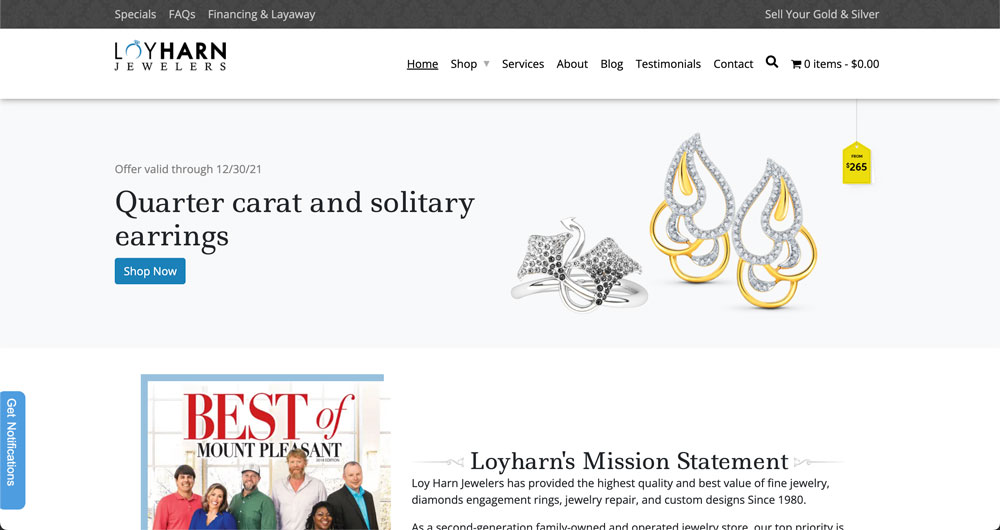 Specials FAQs Financing & Layaway Sell Your Gold & Silver
LOYHARN
JEWELERS
Home Shop Services About Blog Testimonials Contact 0 items - $0.00
Offer valid through 12/30/21
Quarter carat and solitary
earrings
Shop Now
FROM
$265
Get Notifications
BEST of
MOUNT PLEASANT
Loyharn's Mission Statement
Loy Harn Jewelers has provided the highest quality and best value of fine jewelry,
diamonds engagement rings, jewelry repair, and custom designs Since 1980.
As a second-generation family-owned and operated jewelry store, our top priority is